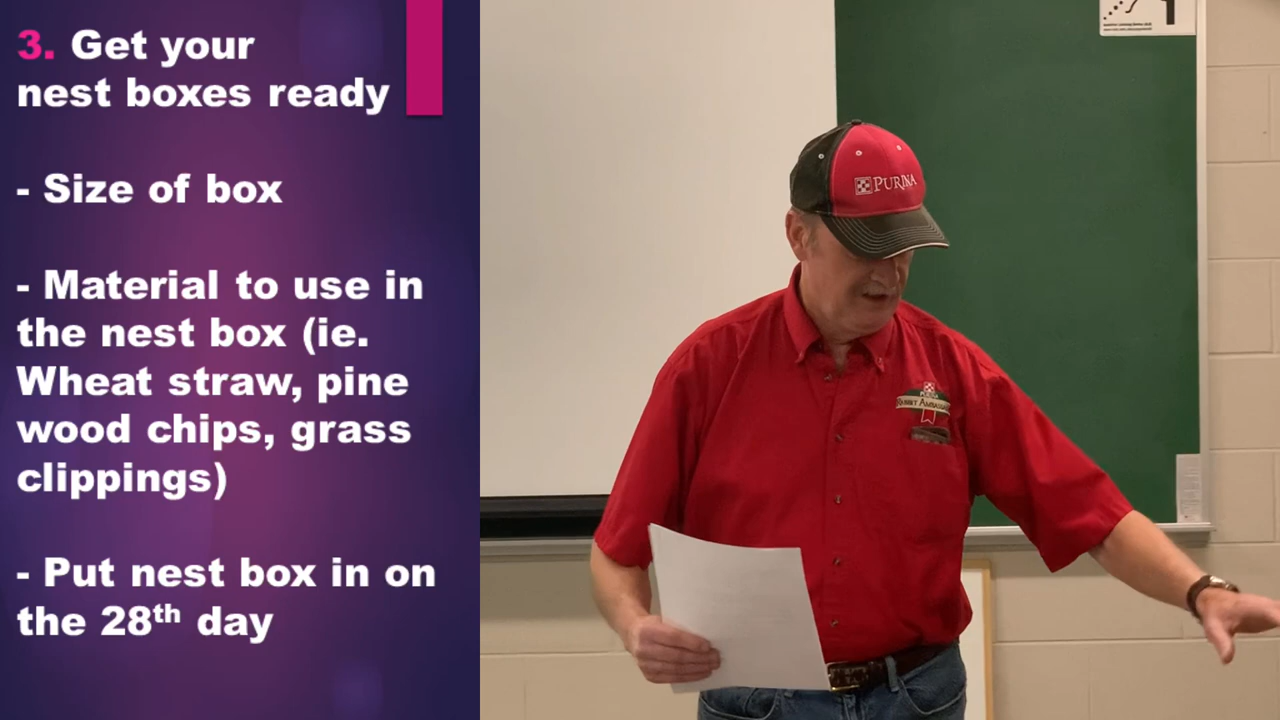 3. Get your
nest boxes ready
- Size of box
- Material to use in
the nest box (ie.
Wheat straw, pine
wood chips, grass
clippings)
- Put nest box in on
the 28th day
PURINA